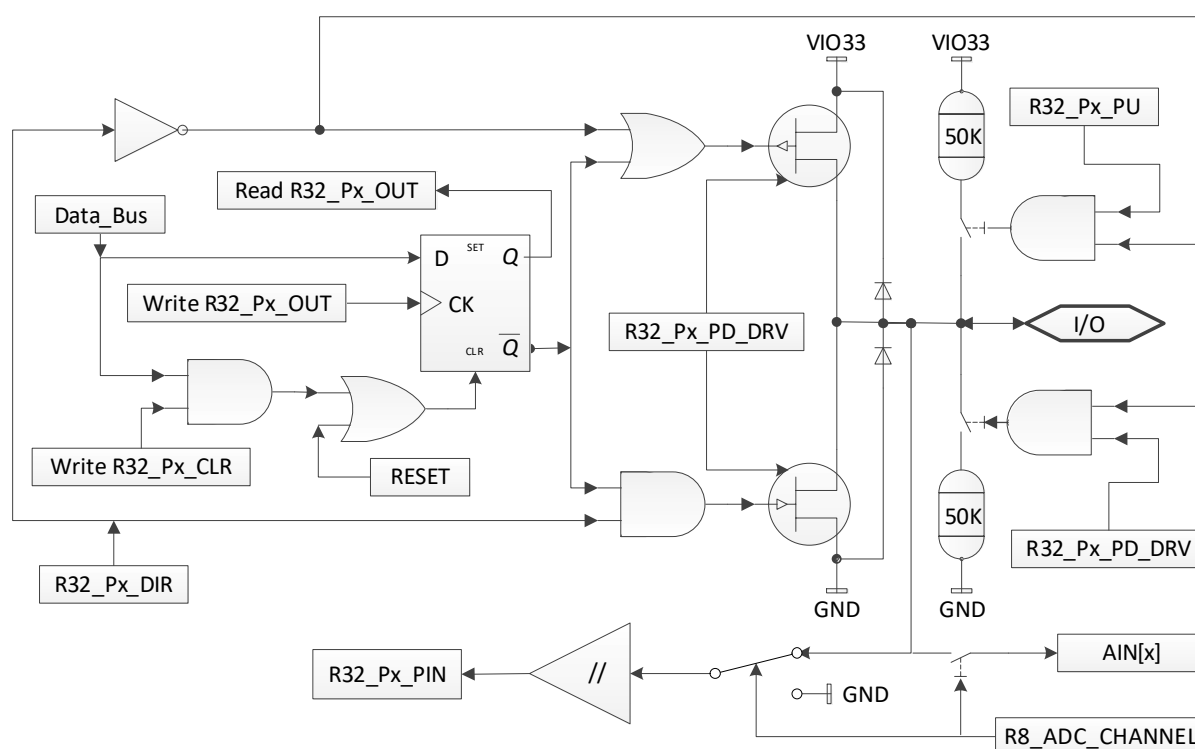 VIO33
VIO33
R32_Px_PU
50K
Read R32_Px_OUT
Data_Bus
D
SET
Q
Write R32_Px_OUT
CK
CLR
Q
R32_Px_PD_DRV
I/O
Write R32_Px_CLR
RESET
50K
R32_Px_PD_DRV
R32_Px_DIR
GND
GND
R32_Px_PIN
//
GND
AIN[x]
R8_ADC_CHANNEL